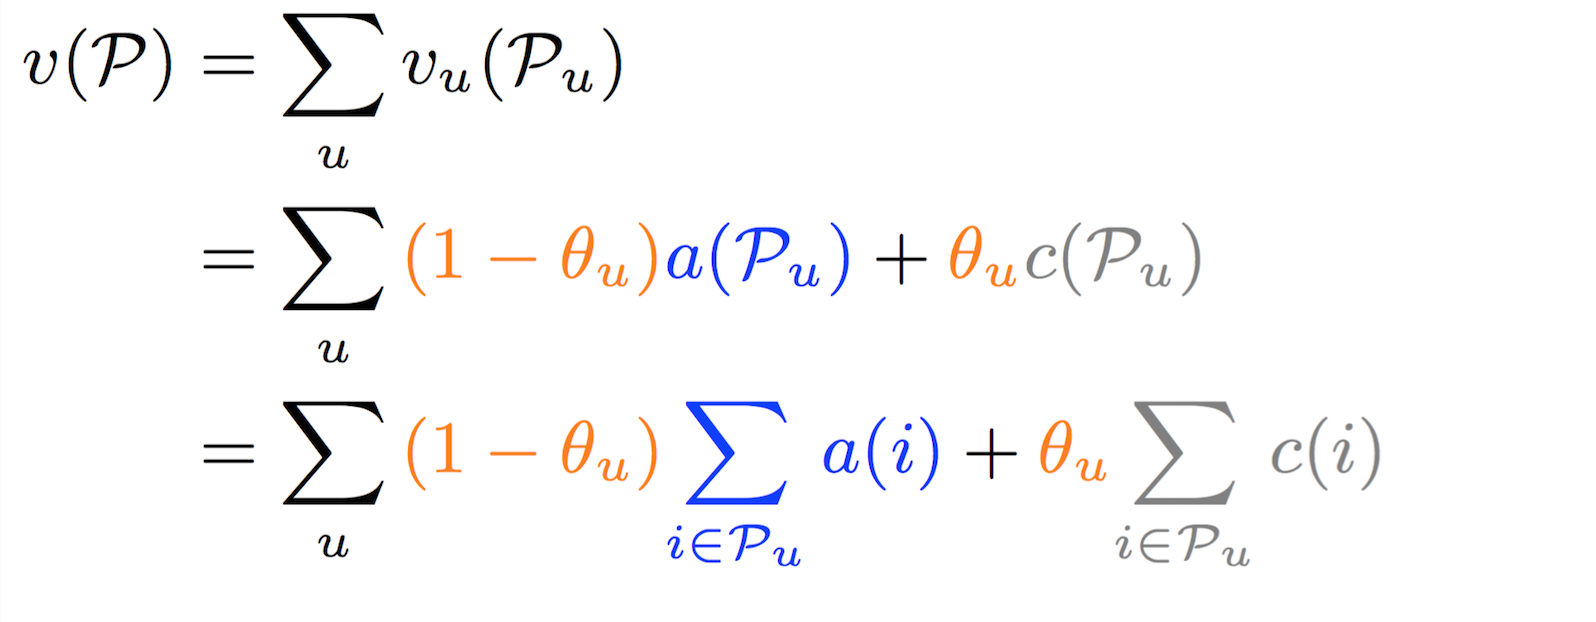 v(𝒫) = ∑_u v_u(𝒫_u)
= ∑_u (1 − θ_u)a(𝒫_u) + θ_u c(𝒫_u)
= ∑_u (1 − θ_u) ∑_{i∈𝒫_u} a(i) + θ_u ∑_{i∈𝒫_u} c(i)